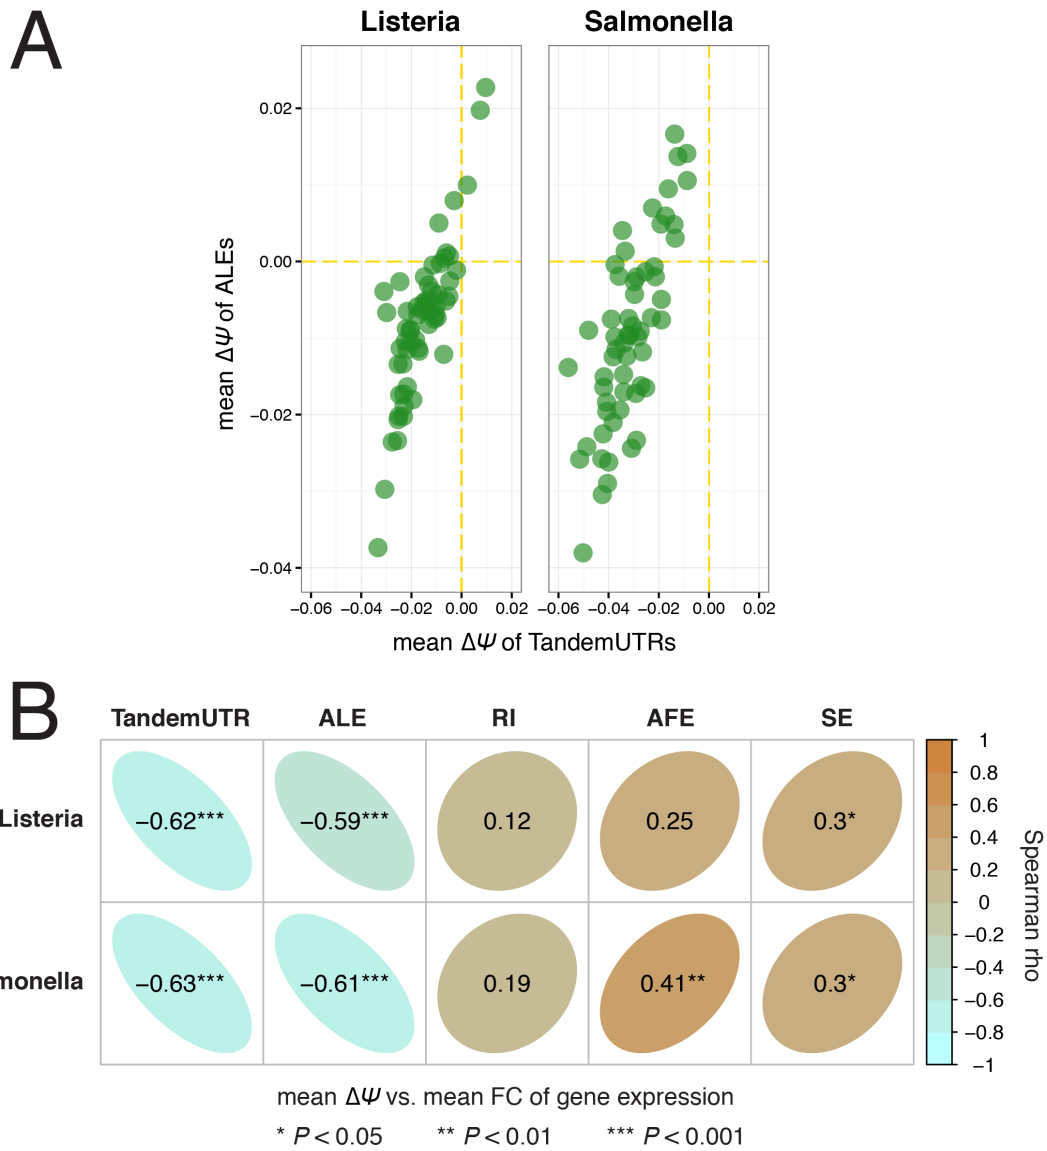 A
Listeria Salmonella
mean ΔΨ of ALEs
0.02
0.00
−0.02
−0.04
−0.06 −0.04 −0.02 0.00 0.02 −0.06 −0.04 −0.02 0.00 0.02
mean ΔΨ of TandemUTRs
B
TandemUTR ALE RI AFE SE
Listeria −0.62*** −0.59*** 0.12 0.25 0.3*
monella −0.63*** −0.61*** 0.19 0.41** 0.3*
1
0.8
0.6
0.4
0.2
0
−0.2
−0.4
−0.6
−0.8
−1
Spearman rho
mean ΔΨ vs. mean FC of gene expression
* P < 0.05 ** P < 0.01 *** P < 0.001